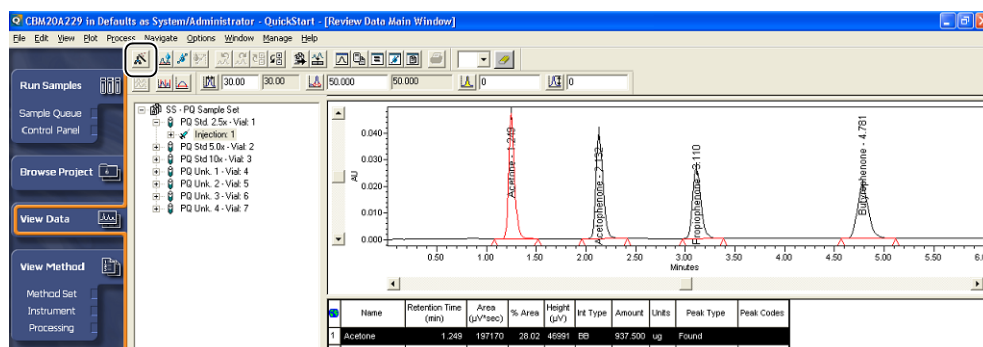 CBM20A229 in Defaults as System/Administrator - QuickStart - [Review Data Main Window]
File Edit View Plot Process Navigate Options Window Manage Help
30.00 30.00 50.000 50.000 0 0
Run Samples
Sample Queue
Control Panel
Browse Project
View Data
View Method
Method Set
Instrument
Processing
SS - PQ Sample Set
PQ Std. 2.5x - Vial: 1
Injection: 1
PQ Std 5.0x - Vial: 2
PQ Std 10x - Vial: 3
PQ Unk. 1 - Vial: 4
PQ Unk. 2 - Vial: 5
PQ Unk. 3 - Vial: 6
PQ Unk. 4 - Vial: 7
AU
0.040
0.030
0.020
0.010
0.000
Acetone - 1.249
Acetophenone - 2.132
Propiophenone - 3.110
Butyrophenone - 4.781
0.50 1.00 1.50 2.00 2.50 3.00 3.50 4.00 4.50 5.00 5.50 6.0
Minutes
Name Retention Time (min) Area (µV*sec) % Area Height (µV) Int Type Amount Units Peak Type Peak Codes
1 Acetone 1.249 197170 28.02 46991 BB 937.500 ug Found